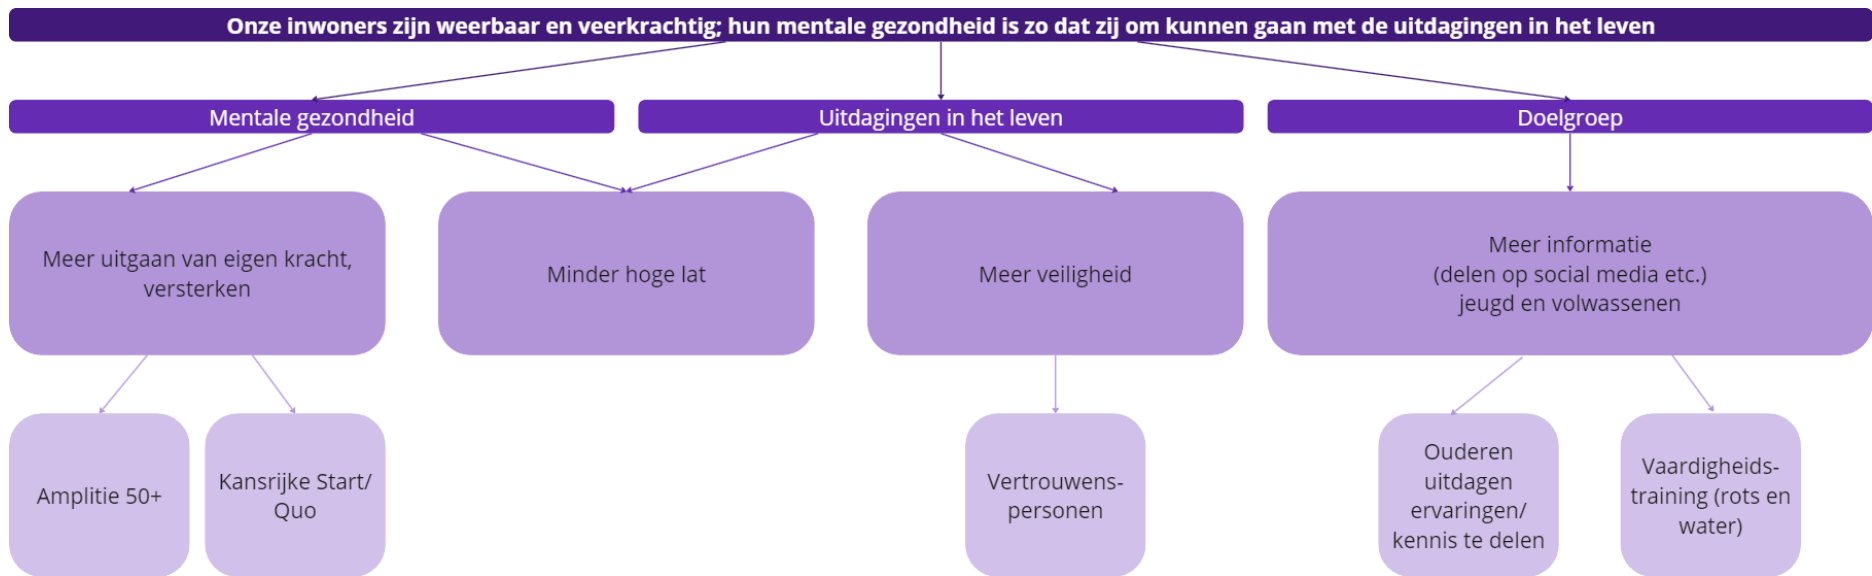 Onze inwoners zijn weerbaar en veerkrachtig; hun mentale gezondheid is zo dat zij om kunnen gaan met de uitdagingen in het leven
Mentale gezondheid
Uitdagingen in het leven
Doelgroep
Meer uitgaan van eigen kracht,
versterken
Minder hoge lat
Meer veiligheid
Meer informatie
(delen op social media etc.)
jeugd en volwassenen
Amplitie 50+
Kansrijke Start/
Quo
Vertrouwens-
personen
Ouderen
uitdagen
ervaringen/
kennis te delen
Vaardigheids-
training (rots en
water)